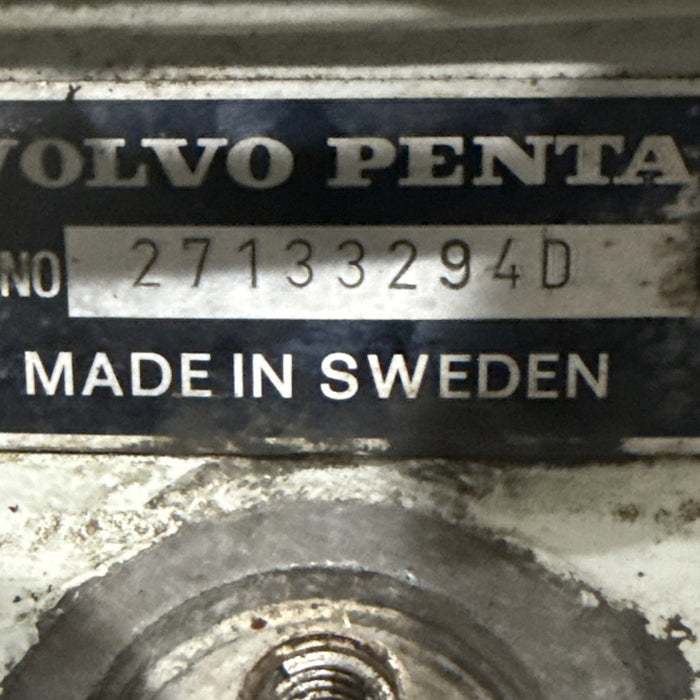 VOLVO PENTA
NO 27133294D
MADE IN SWEDEN